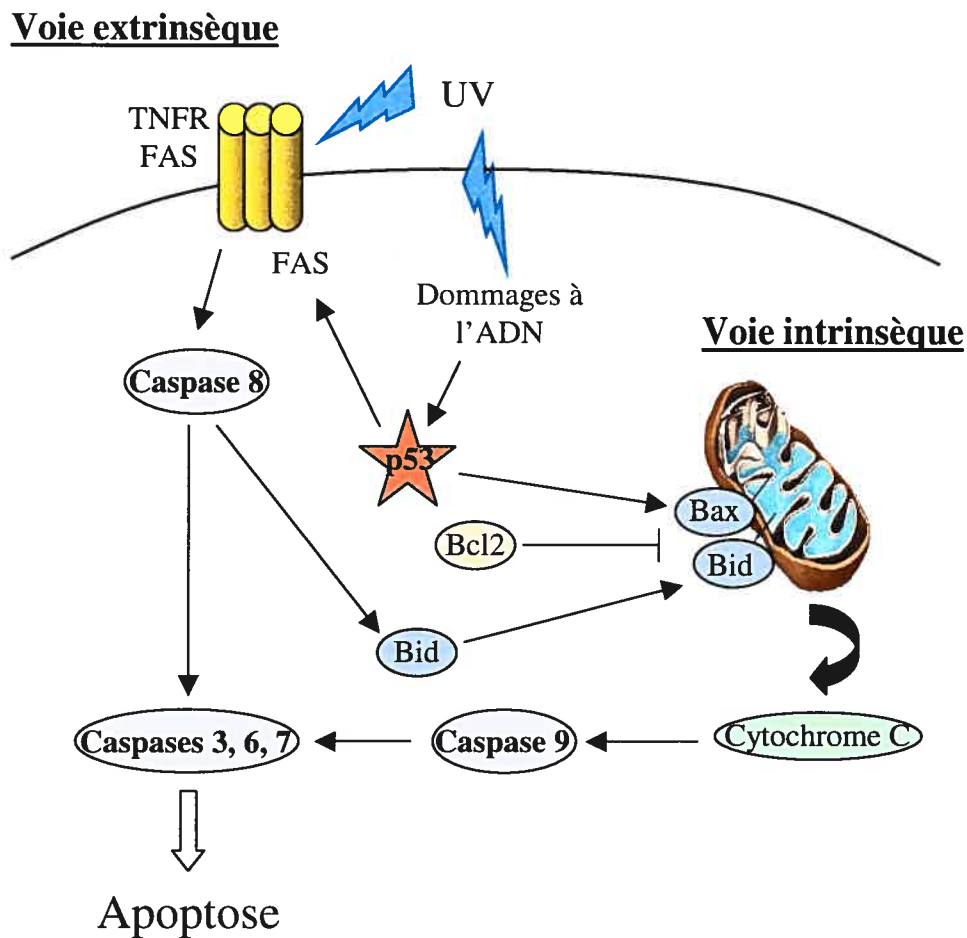 Voie extrinsèque
UV
TNFR
FAS
FAS
Dommages à
l'ADN
Voie intrinsèque
Caspase 8
p53
Bax
Bcl2
Bid
Bid
Caspases 3, 6, 7
Caspase 9
Cytochrome C
Apoptose